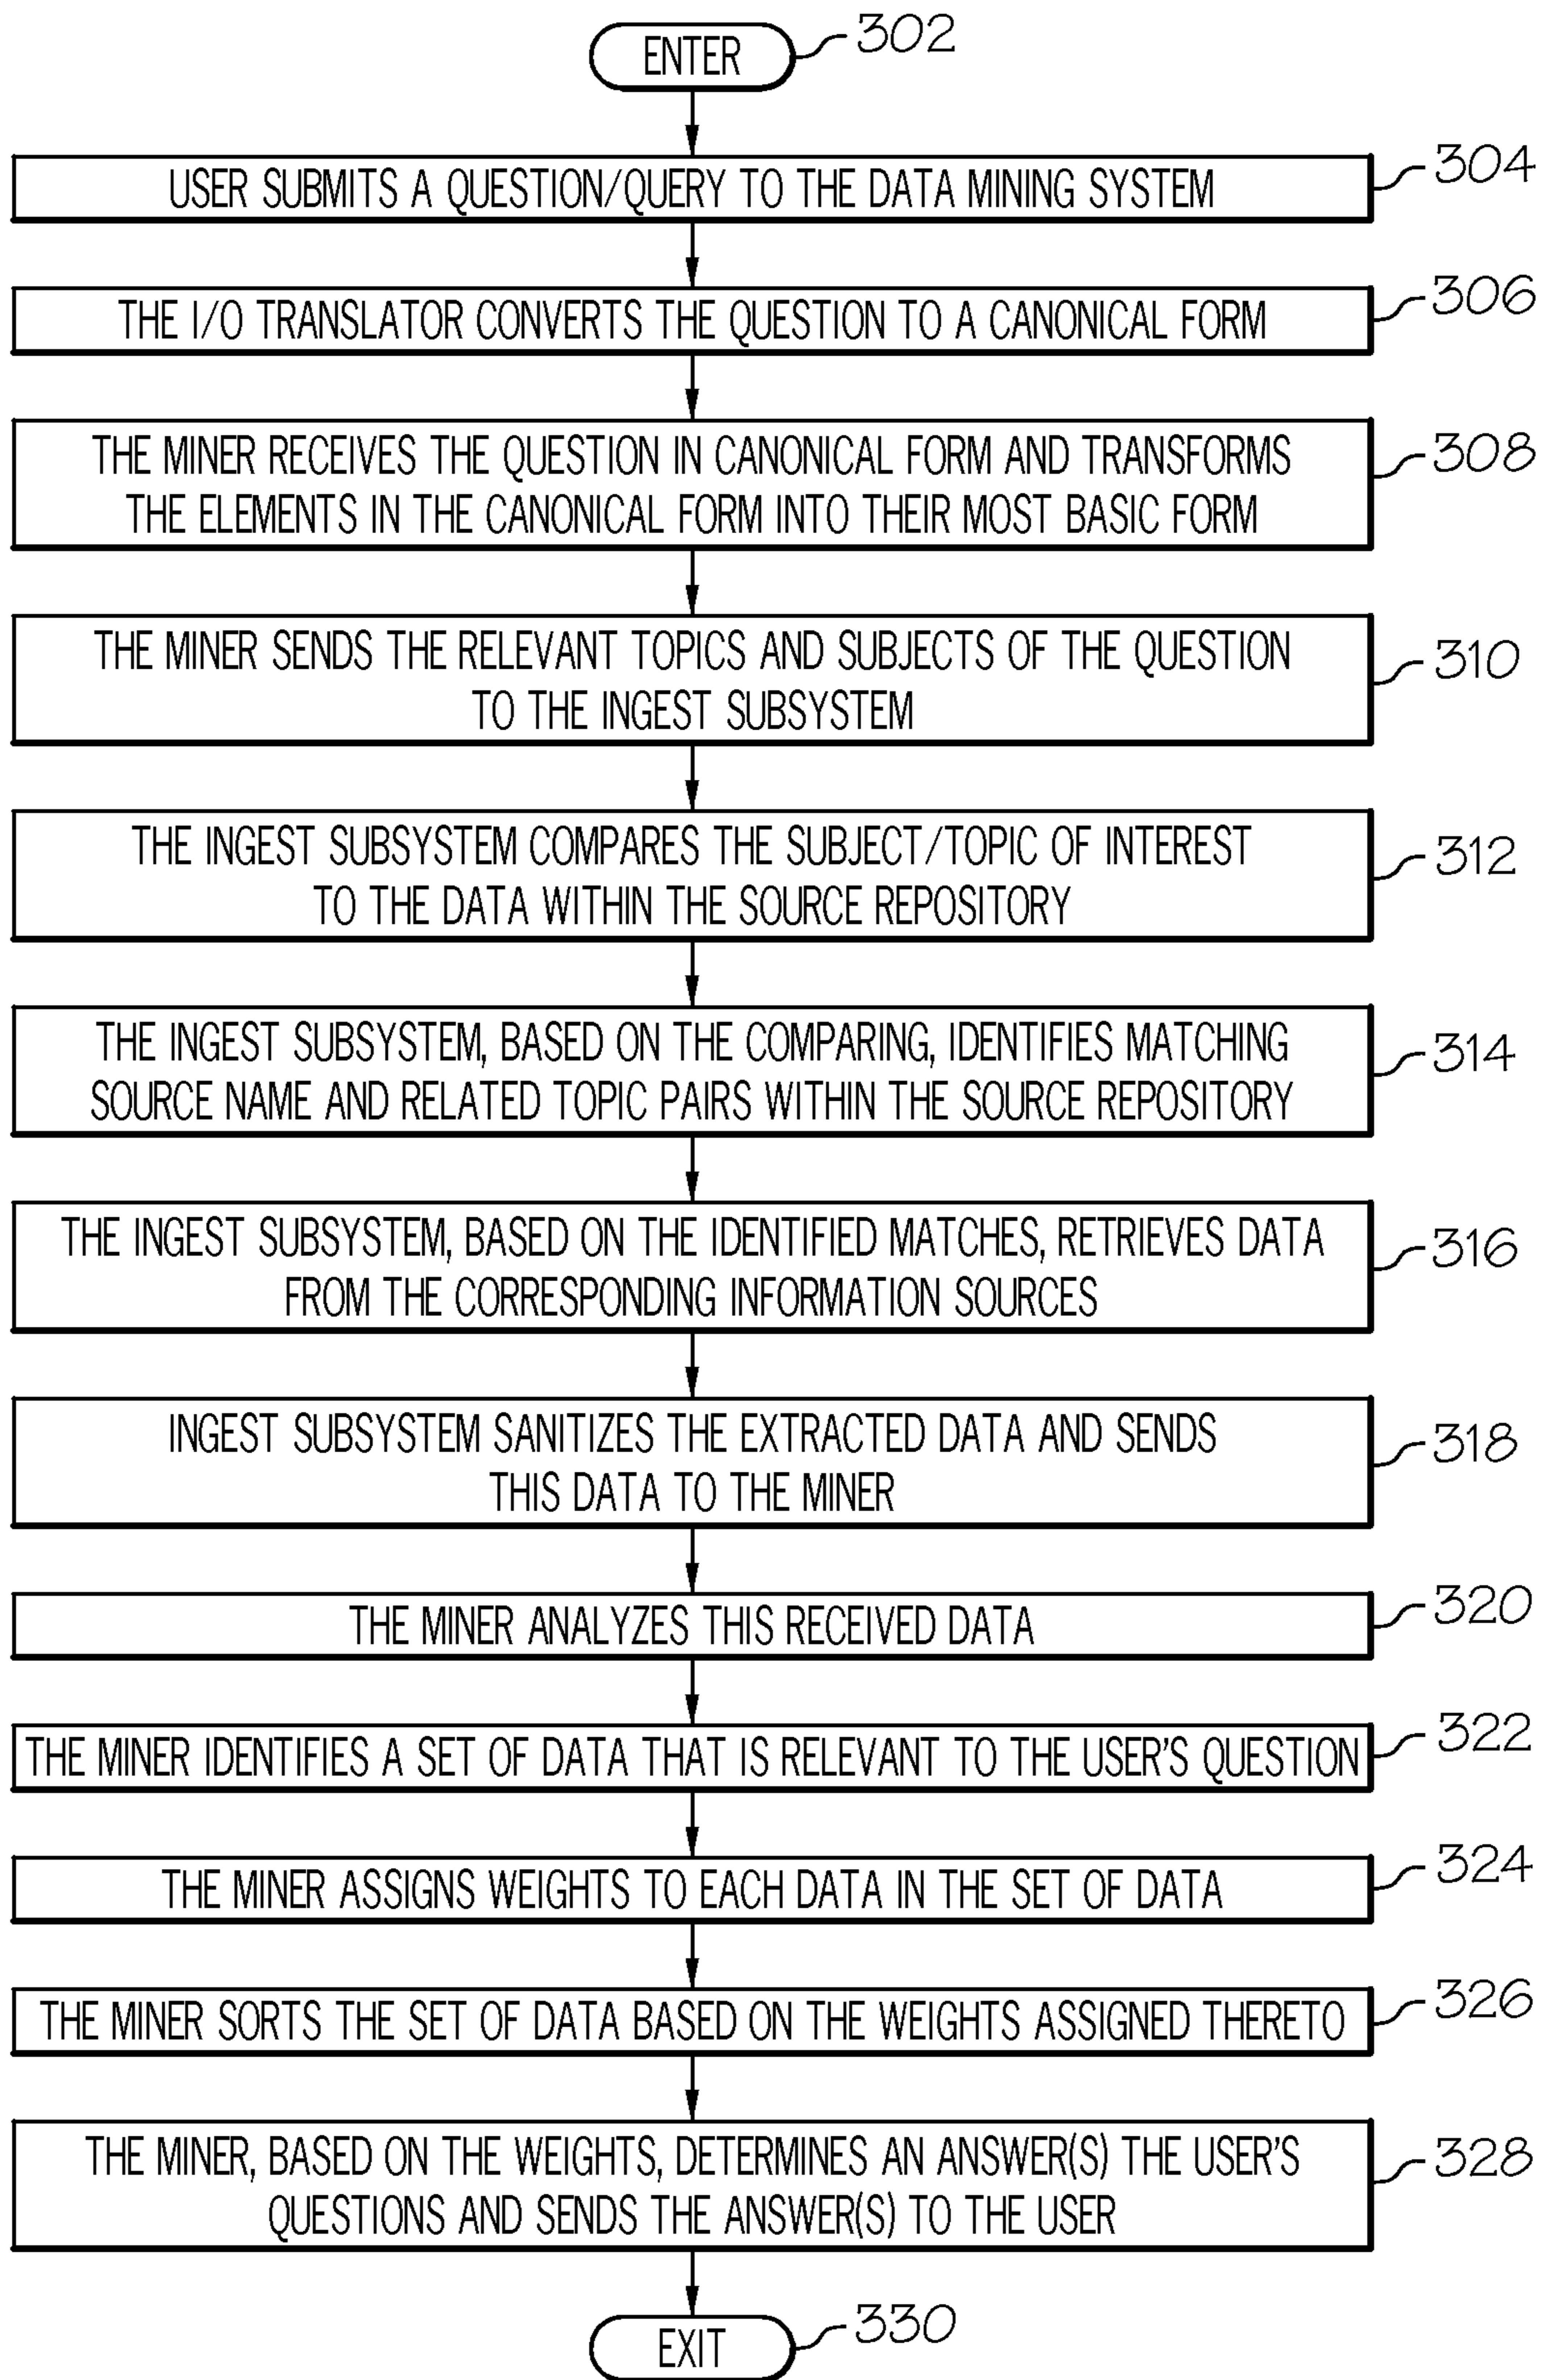 ENTER
302
USER SUBMITS A QUESTION/QUERY TO THE DATA MINING SYSTEM
304
THE I/O TRANSLATOR CONVERTS THE QUESTION TO A CANONICAL FORM
306
THE MINER RECEIVES THE QUESTION IN CANONICAL FORM AND TRANSFORMS
THE ELEMENTS IN THE CANONICAL FORM INTO THEIR MOST BASIC FORM
308
THE MINER SENDS THE RELEVANT TOPICS AND SUBJECTS OF THE QUESTION
TO THE INGEST SUBSYSTEM
310
THE INGEST SUBSYSTEM COMPARES THE SUBJECT/TOPIC OF INTEREST
TO THE DATA WITHIN THE SOURCE REPOSITORY
312
THE INGEST SUBSYSTEM, BASED ON THE COMPARING, IDENTIFIES MATCHING
SOURCE NAME AND RELATED TOPIC PAIRS WITHIN THE SOURCE REPOSITORY
314
THE INGEST SUBSYSTEM, BASED ON THE IDENTIFIED MATCHES, RETRIEVES DATA
FROM THE CORRESPONDING INFORMATION SOURCES
316
INGEST SUBSYSTEM SANITIZES THE EXTRACTED DATA AND SENDS
THIS DATA TO THE MINER
318
THE MINER ANALYZES THIS RECEIVED DATA
320
THE MINER IDENTIFIES A SET OF DATA THAT IS RELEVANT TO THE USER'S QUESTION
322
THE MINER ASSIGNS WEIGHTS TO EACH DATA IN THE SET OF DATA
324
THE MINER SORTS THE SET OF DATA BASED ON THE WEIGHTS ASSIGNED THERETO
326
THE MINER, BASED ON THE WEIGHTS, DETERMINES AN ANSWER(S) THE USER'S
QUESTIONS AND SENDS THE ANSWER(S) TO THE USER
328
EXIT
330